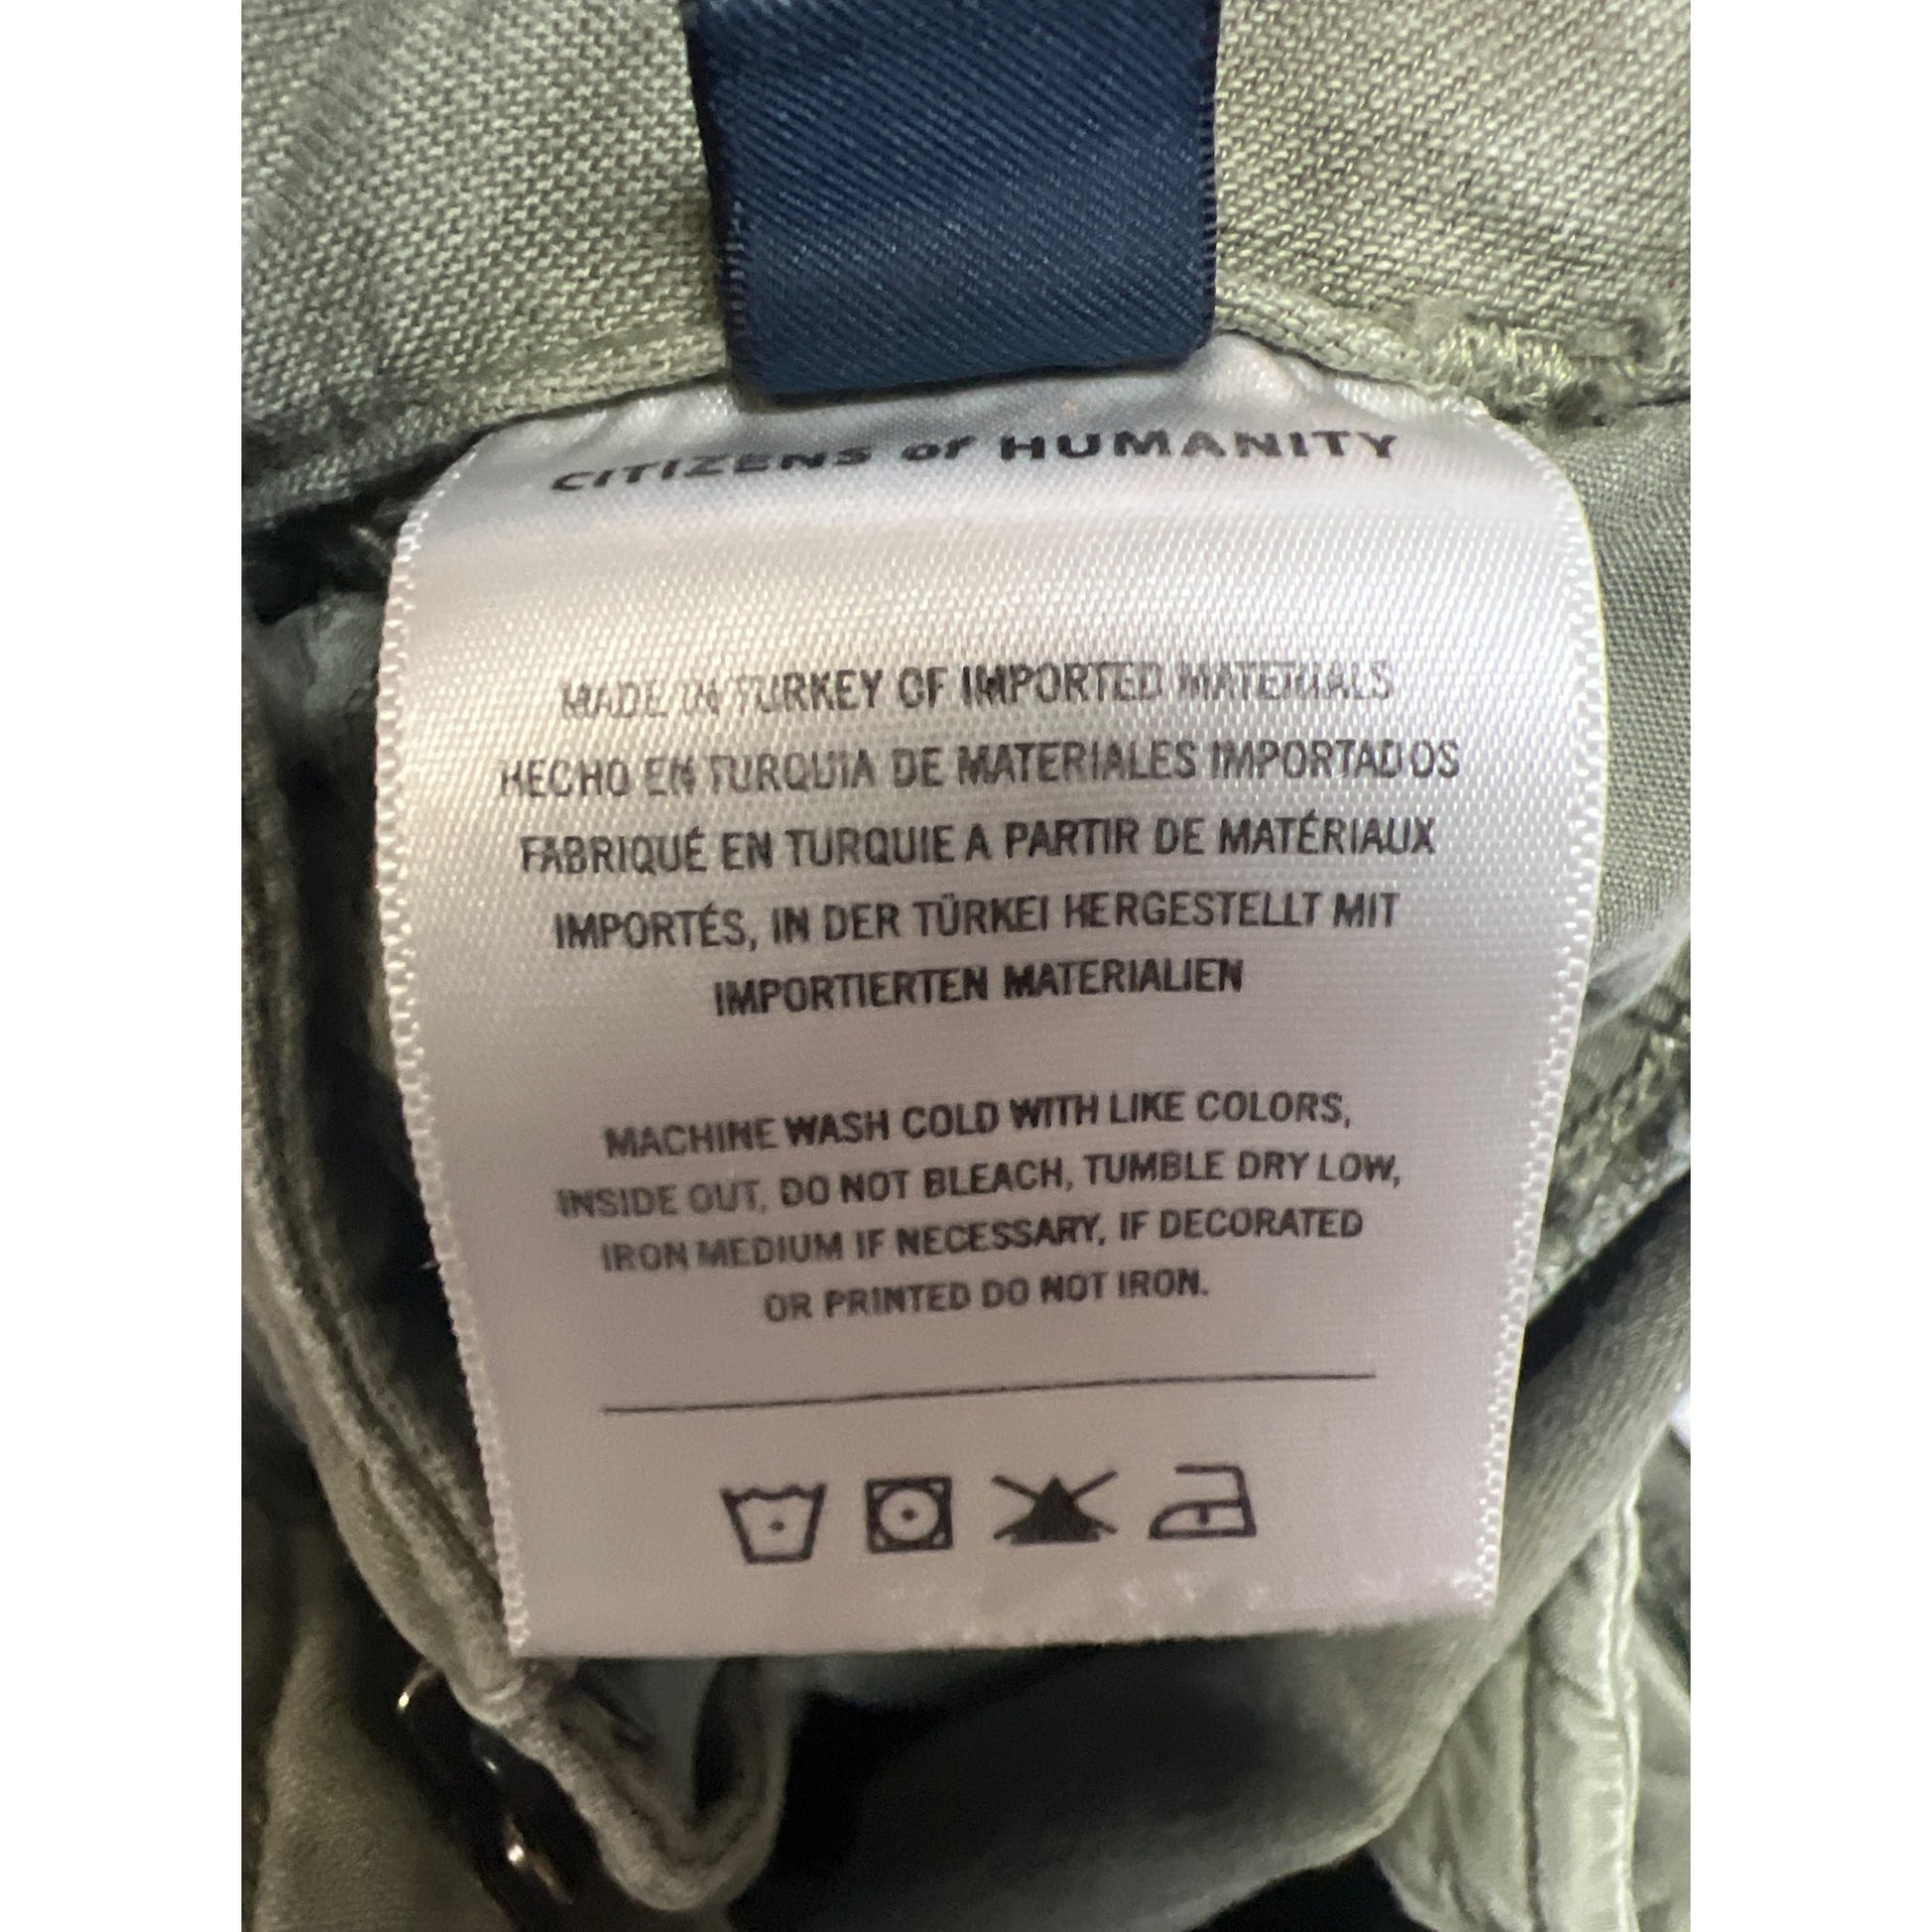 CITIZENS of HUMANITY
MADE IN TURKEY OF IMPORTED MATERIALS
HECHO EN TURQUIA DE MATERIALES IMPORTADOS
FABRIQUÉ EN TURQUIE A PARTIR DE MATÉRIAUX
IMPORTÉS, IN DER TÜRKEI HERGESTELLT MIT
IMPORTIERTEN MATERIALIEN
MACHINE WASH COLD WITH LIKE COLORS,
INSIDE OUT, DO NOT BLEACH, TUMBLE DRY LOW,
IRON MEDIUM IF NECESSARY, IF DECORATED
OR PRINTED DO NOT IRON.